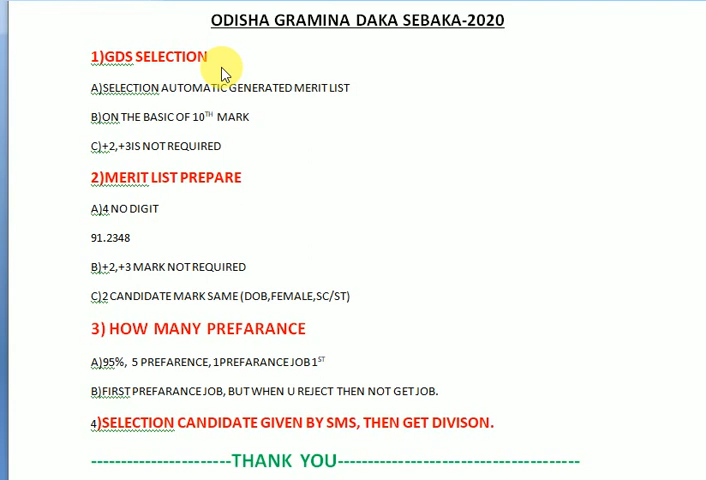 ODISHA GRAMINA DAKA SEBAKA-2020
1)GDS SELECTION
A)SELECTION AUTOMATIC GENERATED MERIT LIST
B)ON THE BASIC OF 10TH MARK
C)+2,+3IS NOT REQUIRED
2)MERIT LIST PREPARE
A)4 NO DIGIT
91.2348
B)+2,+3 MARK NOT REQUIRED
C)2 CANDIDATE MARK SAME (DOB,FEMALE,SC/ST)
3) HOW MANY PREFARANCE
A)95%, 5 PREFARENCE, 1PREFARANCE JOB 1ST
B)FIRST PREFARANCE JOB, BUT WHEN U REJECT THEN NOT GET JOB.
4)SELECTION CANDIDATE GIVEN BY SMS, THEN GET DIVISON.
-----------------------THANK YOU----------------------------------------